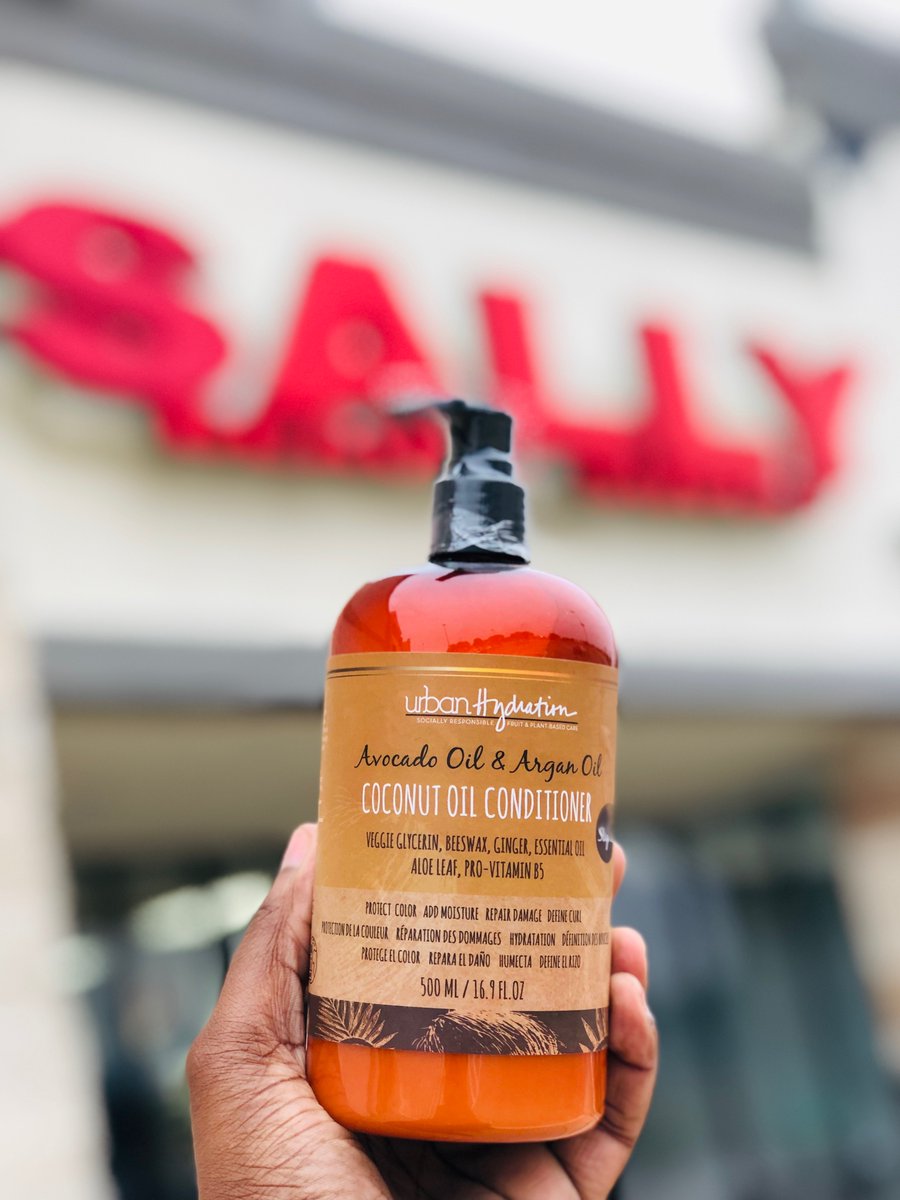 SALLY
urban Hydration
SOCIALLY RESPONSIBLE, FRUIT & PLANT-BASED CARE
Avocado Oil & Argan Oil
COCONUT OIL CONDITIONER
VEGGIE GLYCERIN, BEESWAX, GINGER, ESSENTIAL OIL
ALOE LEAF, PRO-VITAMIN B5
PROTECT COLOR ADD MOISTURE REPAIR DAMAGE DEFINE CURL
PROTECTION DE LA COULEUR RÉPARATION DES DOMMAGES HYDRATATION DÉFINITION DES
PROTEGE EL COLOR REPARA EL DAÑO HUMECTA DEFINE EL RIZO
500 ML / 16.9 FL.OZ